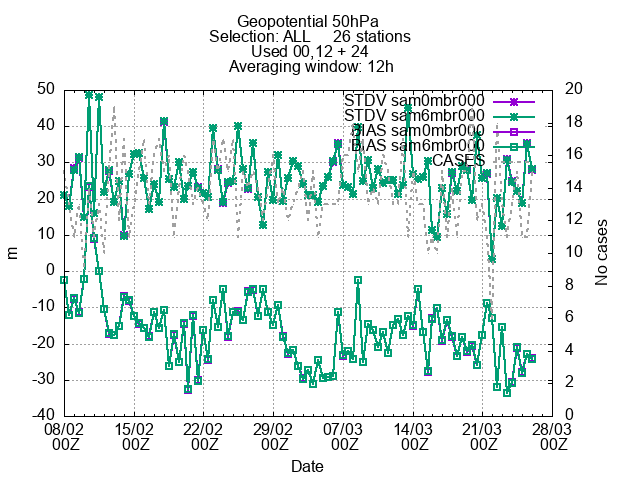 Geopotential 50hPa
Selection: ALL 26 stations
Used 00,12 + 24
Averaging window: 12h
STDV sam0mbr000
STDV sam6mbr000
BIAS sam0mbr000
BIAS sam6mbr000
CASES
50
40
30
20
10
0
-10
-20
-30
-40
m
20
18
16
14
12
10
8
6
4
2
0
No cases
08/02 15/02 22/02 29/02 07/03 14/03 21/03 28/03
00Z 00Z 00Z 00Z 00Z 00Z 00Z 00Z
Date